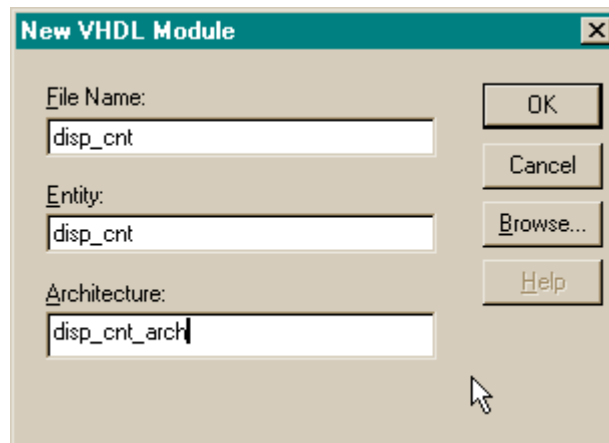 New VHDL Module
File Name:
disp_cnt
OK
Cancel
Entity:
disp_cnt
Browse...
Help
Architecture:
disp_cnt_arch